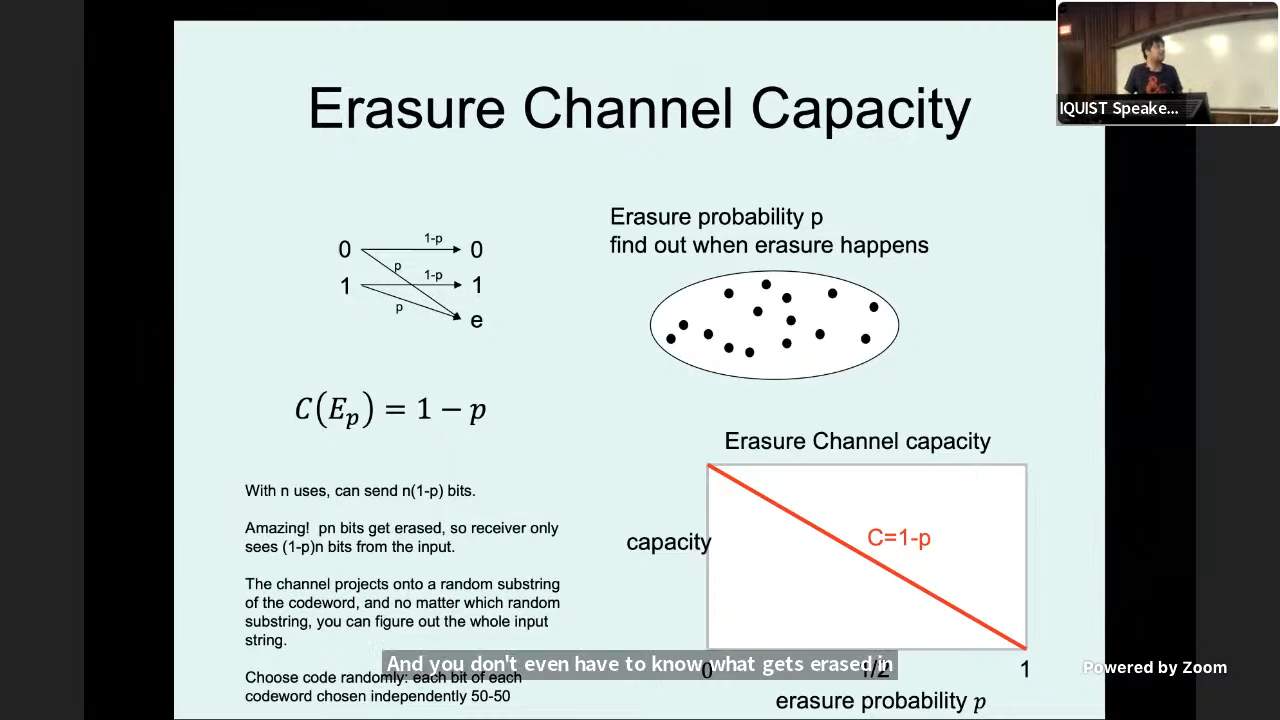 Erasure Channel Capacity
IQUIST Speake...
Erasure probability p
find out when erasure happens
0 1-p 0
p
1 1-p 1
p
e
C(E_p) = 1 − p
Erasure Channel capacity
With n uses, can send n(1-p) bits.
Amazing! pn bits get erased, so receiver only
sees (1-p)n bits from the input.
capacity
C=1-p
The channel projects onto a random substring
of the codeword, and no matter which random
substring, you can figure out the whole input
string.
And you don't even have to know what gets erased in
Choose code randomly: each bit of each
codeword chosen independently 50-50
0 1/2 1
erasure probability p
Powered by Zoom